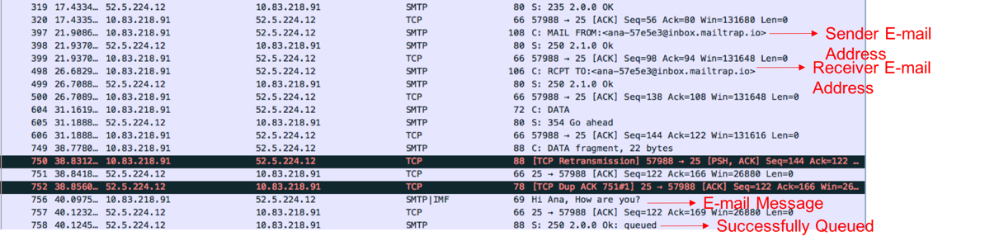 319 17.4334… 52.5.224.12 10.83.218.91 SMTP 80 S: 235 2.0.0 OK
320 17.4335… 10.83.218.91 52.5.224.12 TCP 66 57988 → 25 [ACK] Seq=56 Ack=80 Win=131680 Len=0
397 21.9086… 10.83.218.91 52.5.224.12 SMTP 108 C: MAIL FROM:<ana-57e5e3@inbox.mailtrap.io> Sender E-mail
398 21.9370… 52.5.224.12 10.83.218.91 SMTP 80 S: 250 2.1.0 Ok Address
399 21.9370… 10.83.218.91 52.5.224.12 TCP 66 57988 → 25 [ACK] Seq=98 Ack=94 Win=131648 Len=0
498 26.6829… 10.83.218.91 52.5.224.12 SMTP 106 C: RCPT TO:<ana-57e5e3@inbox.mailtrap.io> Receiver E-mail
499 26.7088… 52.5.224.12 10.83.218.91 SMTP 80 S: 250 2.1.0 Ok Address
500 26.7089… 10.83.218.91 52.5.224.12 TCP 66 57988 → 25 [ACK] Seq=138 Ack=108 Win=131648 Len=0
604 31.1619… 10.83.218.91 52.5.224.12 SMTP 72 C: DATA
605 31.1888… 52.5.224.12 10.83.218.91 SMTP 80 S: 354 Go ahead
606 31.1888… 10.83.218.91 52.5.224.12 TCP 66 57988 → 25 [ACK] Seq=144 Ack=122 Win=131616 Len=0
749 38.7780… 10.83.218.91 52.5.224.12 SMTP 88 C: DATA fragment, 22 bytes
750 38.8312… 10.83.218.91 52.5.224.12 TCP 88 [TCP Retransmission] 57988 → 25 [PSH, ACK] Seq=144 Ack=122 …
751 38.8418… 52.5.224.12 10.83.218.91 TCP 66 25 → 57988 [ACK] Seq=122 Ack=166 Win=26880 Len=0
752 38.8560… 52.5.224.12 10.83.218.91 TCP 78 [TCP Dup ACK 751#1] 25 → 57988 [ACK] Seq=122 Ack=166 Win=26…
756 40.0975… 10.83.218.91 52.5.224.12 SMTP|IMF 69 Hi Ana, How are you? E-mail Message
757 40.1232… 52.5.224.12 10.83.218.91 TCP 66 25 → 57988 [ACK] Seq=122 Ack=169 Win=26880 Len=0
758 40.1245… 52.5.224.12 10.83.218.91 SMTP 88 S: 250 2.0.0 Ok: queued Successfully Queued